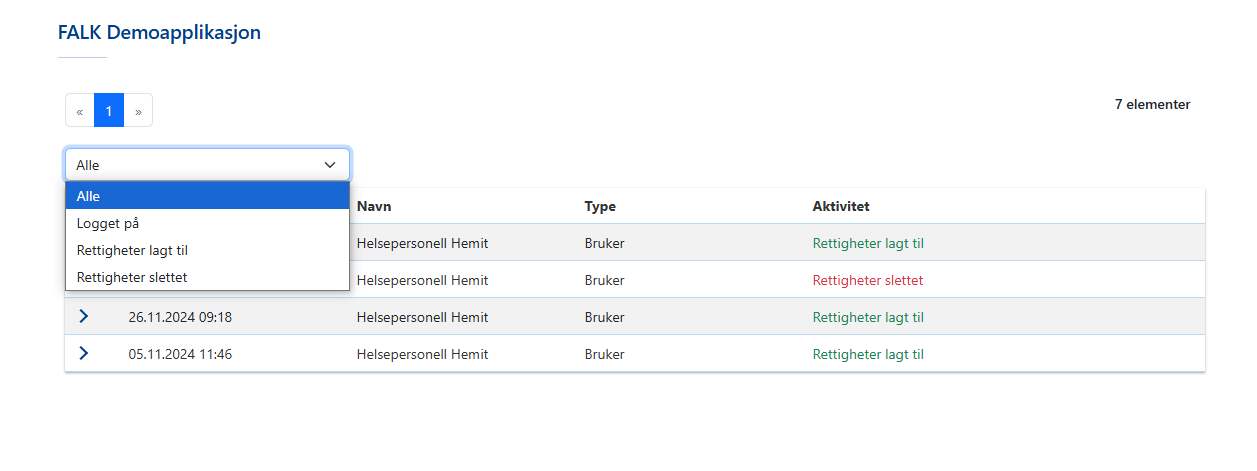 FALK Demoapplikasjon
« 1 »
7 elementer
Alle
Alle
Logget på
Rettigheter lagt til
Rettigheter slettet
Navn Type Aktivitet
Helsepersonell Hemit Bruker Rettigheter lagt til
Helsepersonell Hemit Bruker Rettigheter slettet
26.11.2024 09:18 Helsepersonell Hemit Bruker Rettigheter lagt til
05.11.2024 11:46 Helsepersonell Hemit Bruker Rettigheter lagt til